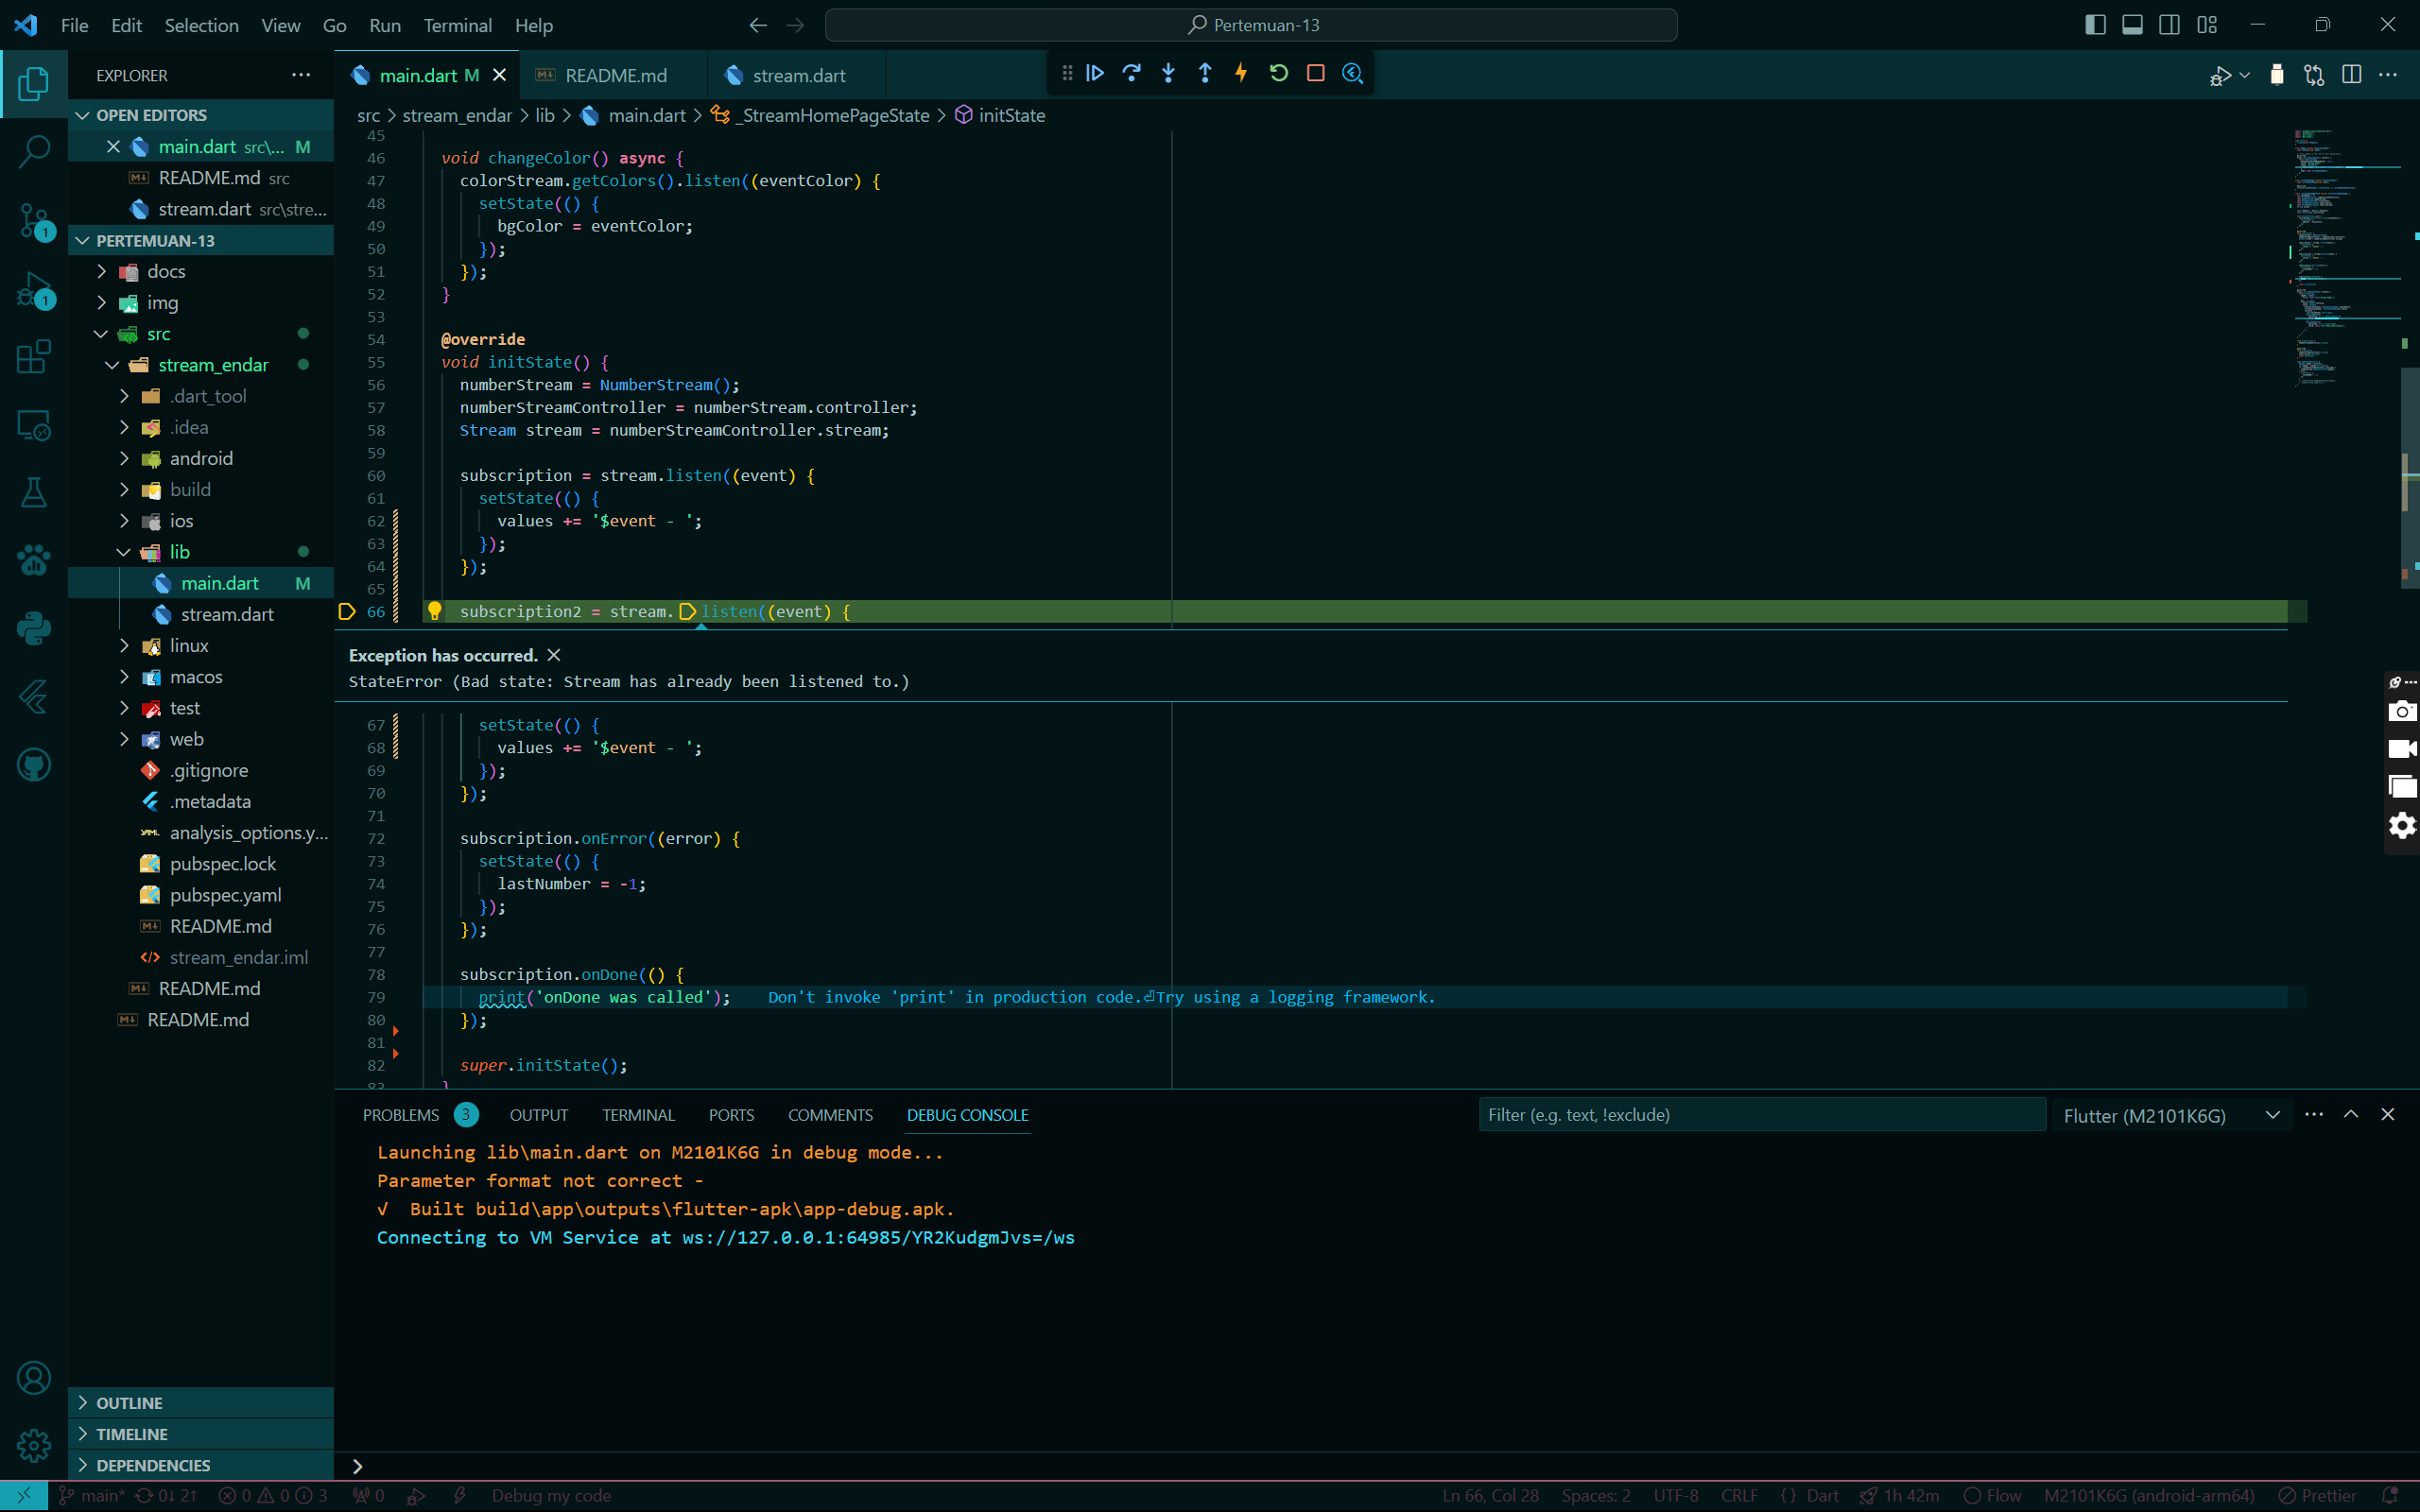 File Edit Selection View Go Run Terminal Help
Pertemuan-13
EXPLORER
OPEN EDITORS
main.dart src\... M
README.md src
stream.dart src\stre...
PERTEMUAN-13
docs
img
src
stream_endar
.dart_tool
.idea
android
build
ios
lib
main.dart M
stream.dart
linux
macos
test
web
.gitignore
.metadata
analysis_options.y...
pubspec.lock
pubspec.yaml
README.md
stream_endar.iml
README.md
README.md
OUTLINE
TIMELINE
DEPENDENCIES
main.dart M
README.md
stream.dart
src > stream_endar > lib > main.dart > _StreamHomePageState > initState
45
46 void changeColor() async {
47 colorStream.getColors().listen((eventColor) {
48 setState(() {
49 bgColor = eventColor;
50 });
51 });
52 }
53
54 @override
55 void initState() {
56 numberStream = NumberStream();
57 numberStreamController = numberStream.controller;
58 Stream stream = numberStreamController.stream;
59
60 subscription = stream.listen((event) {
61 setState(() {
62 values += '$event - ';
63 });
64 });
65
66 subscription2 = stream.listen((event) {
Exception has occurred.
StateError (Bad state: Stream has already been listened to.)
67 setState(() {
68 values += '$event - ';
69 });
70 });
71
72 subscription.onError((error) {
73 setState(() {
74 lastNumber = -1;
75 });
76 });
77
78 subscription.onDone(() {
79 print('onDone was called'); Don't invoke 'print' in production code.⏎Try using a logging framework.
80 });
81
82 super.initState();
83 }
PROBLEMS 3 OUTPUT TERMINAL PORTS COMMENTS DEBUG CONSOLE
Filter (e.g. text, !exclude)
Flutter (M2101K6G)
Launching lib\main.dart on M2101K6G in debug mode...
Parameter format not correct -
√ Built build\app\outputs\flutter-apk\app-debug.apk.
Connecting to VM Service at ws://127.0.0.1:64985/YR2KudgmJvs=/ws
main* 0↓ 2↑ 0 0 3 0 Debug my code
Ln 66, Col 28 Spaces: 2 UTF-8 CRLF {} Dart 1h 42m Flow M2101K6G (android-arm64) Prettier